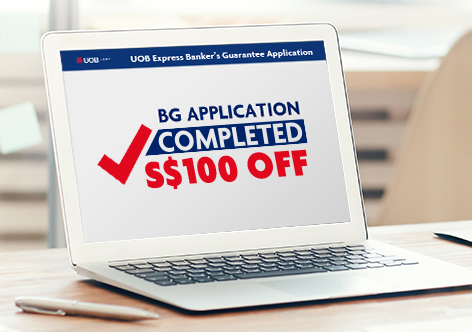 UOB UOB Express Banker's Guarantee Application
BG APPLICATION
COMPLETED
S$100 OFF